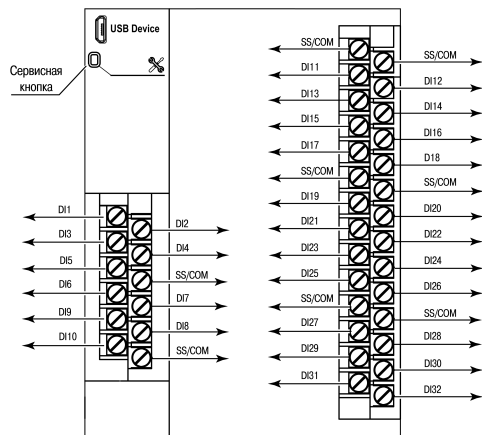 USB Device
Сервисная
кнопка
DI1
DI2
DI3
DI4
DI5
SS/COM
DI6
DI7
DI9
DI8
DI10
SS/COM
SS/COM
SS/COM
DI11
DI12
DI13
DI14
DI15
DI16
DI17
D18
SS/COM
SS/COM
DI19
DI20
DI21
DI22
DI23
DI24
DI25
DI26
SS/COM
SS/COM
DI27
DI28
DI29
DI30
DI31
DI32